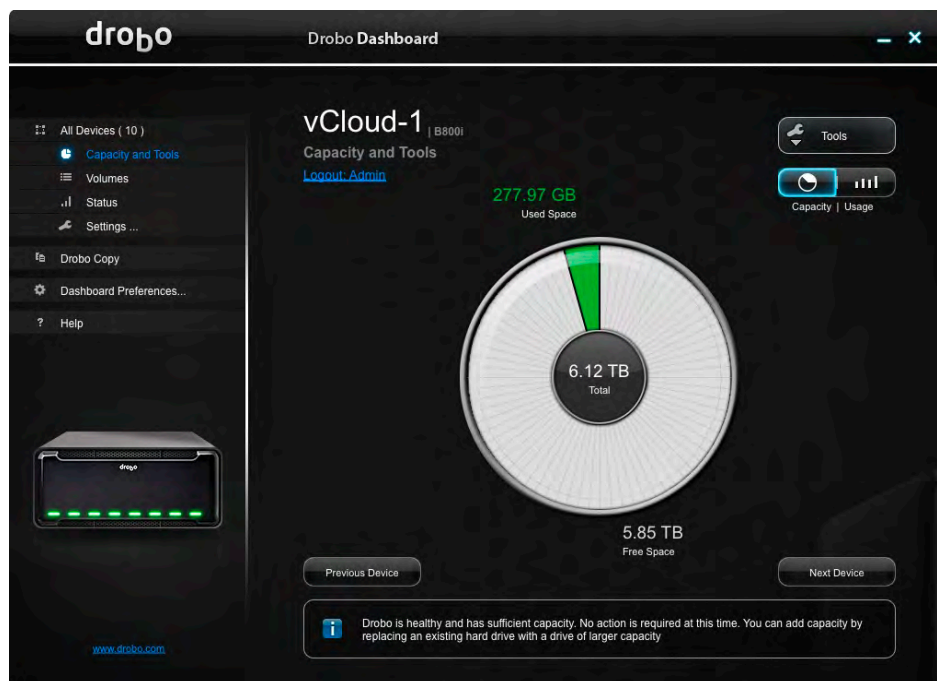 drobo
Drobo Dashboard
All Devices ( 10 )
Capacity and Tools
Volumes
Status
Settings ...
Drobo Copy
Dashboard Preferences...
? Help
drobo
www.drobo.com
vCloud-1 | B800i
Capacity and Tools
Logout: Admin
Tools
Capacity | Usage
277.97 GB
Used Space
6.12 TB
Total
5.85 TB
Free Space
Previous Device
Next Device
Drobo is healthy and has sufficient capacity. No action is required at this time. You can add capacity by
replacing an existing hard drive with a drive of larger capacity